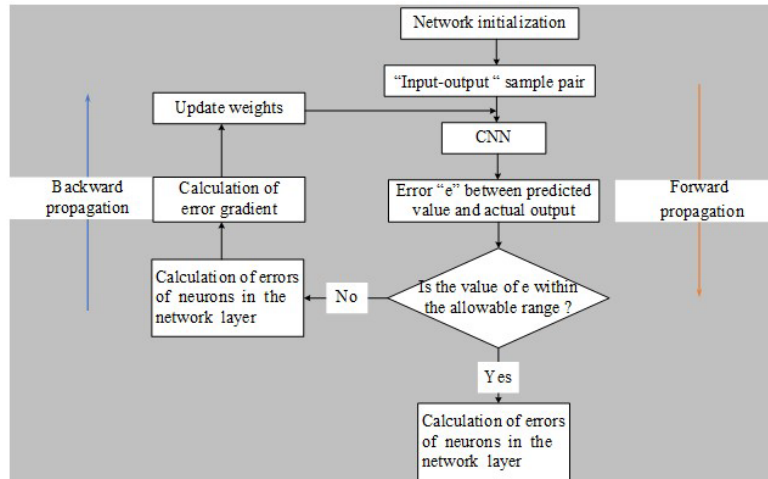 Network initialization
“Input-output “ sample pair
Update weights
CNN
Backward
propagation
Calculation of
error gradient
Error “e” between predicted
value and actual output
Forward
propagation
Calculation of errors
of neurons in the
network layer
No
Is the value of e within
the allowable range ?
Yes
Calculation of errors
of neurons in the
network layer